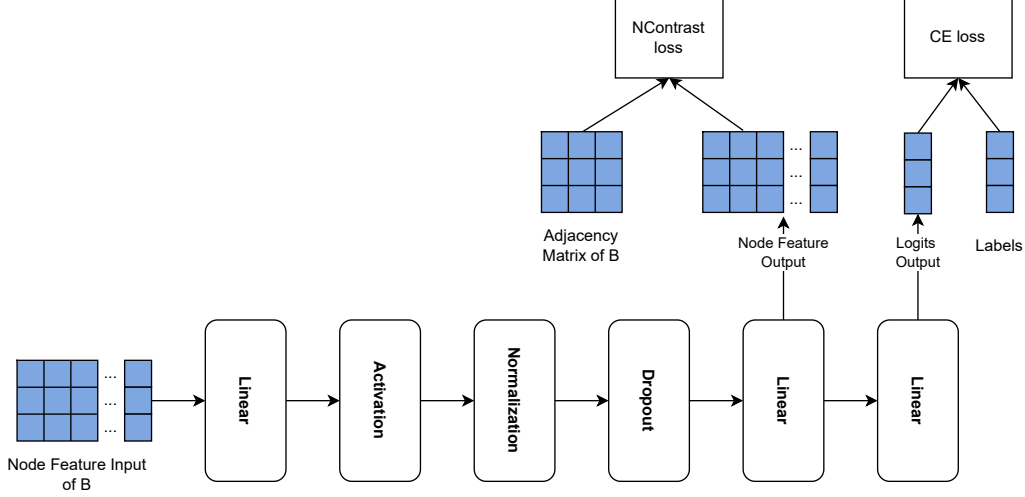 NContrast
loss
CE loss
...
...
...
Adjacency
Matrix of B
Node Feature
Output
Logits
Output
Labels
...
...
...
Node Feature Input
of B
Linear
Activation
Normalization
Dropout
Linear
Linear